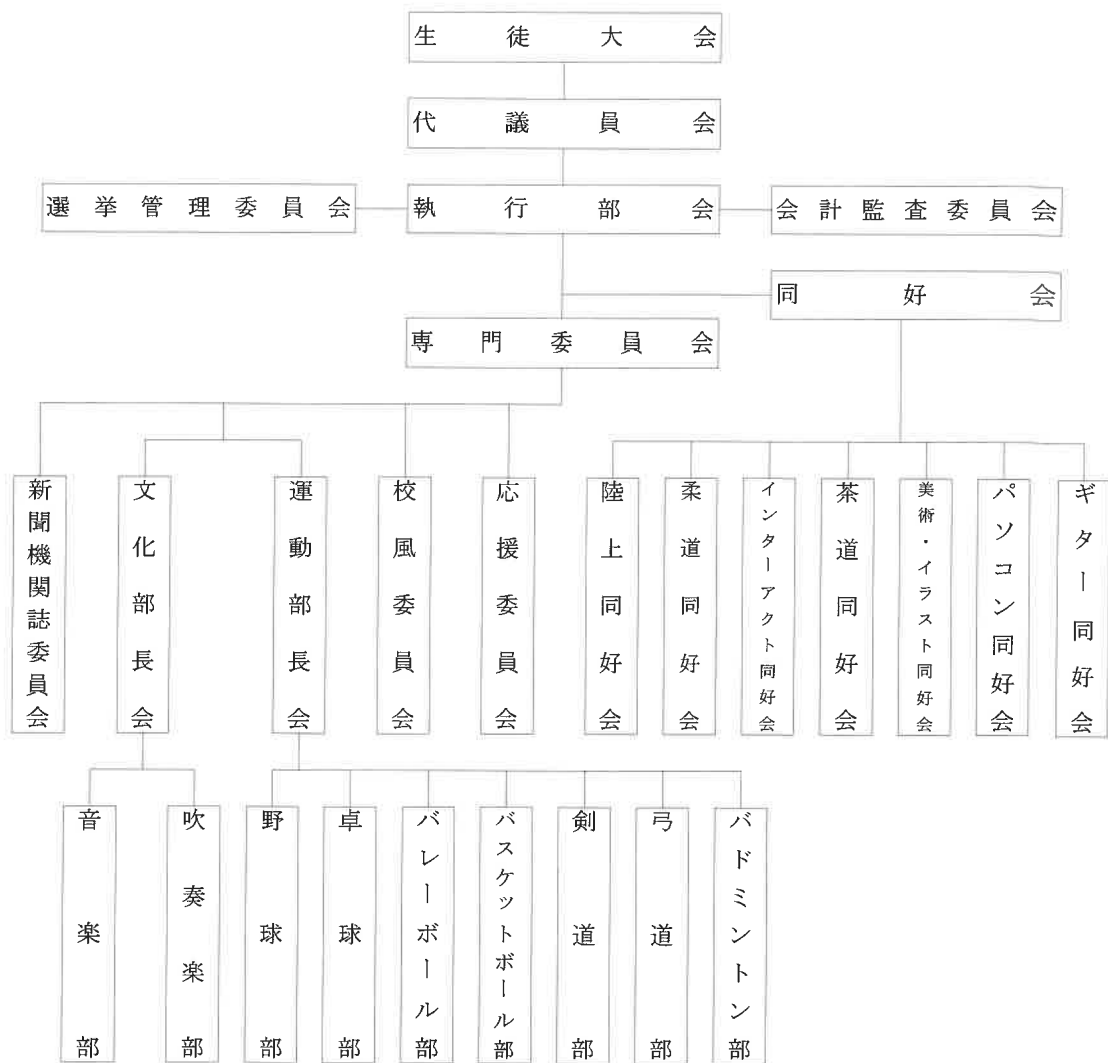 生徒大会
代議員会
選挙管理委員会
執行部会
会計監査委員会
同好会
専門委員会
新聞機関誌委員会
文化部長会
運動部長会
校風委員会
応援委員会
陸上同好会
柔道同好会
インターアクト同好会
茶道同好会
美術・イラスト同好会
パソコン同好会
ギター同好会
音楽部
吹奏楽部
野球部
卓球部
バレーボール部
バスケットボール部
剣道部
弓道部
バドミントン部